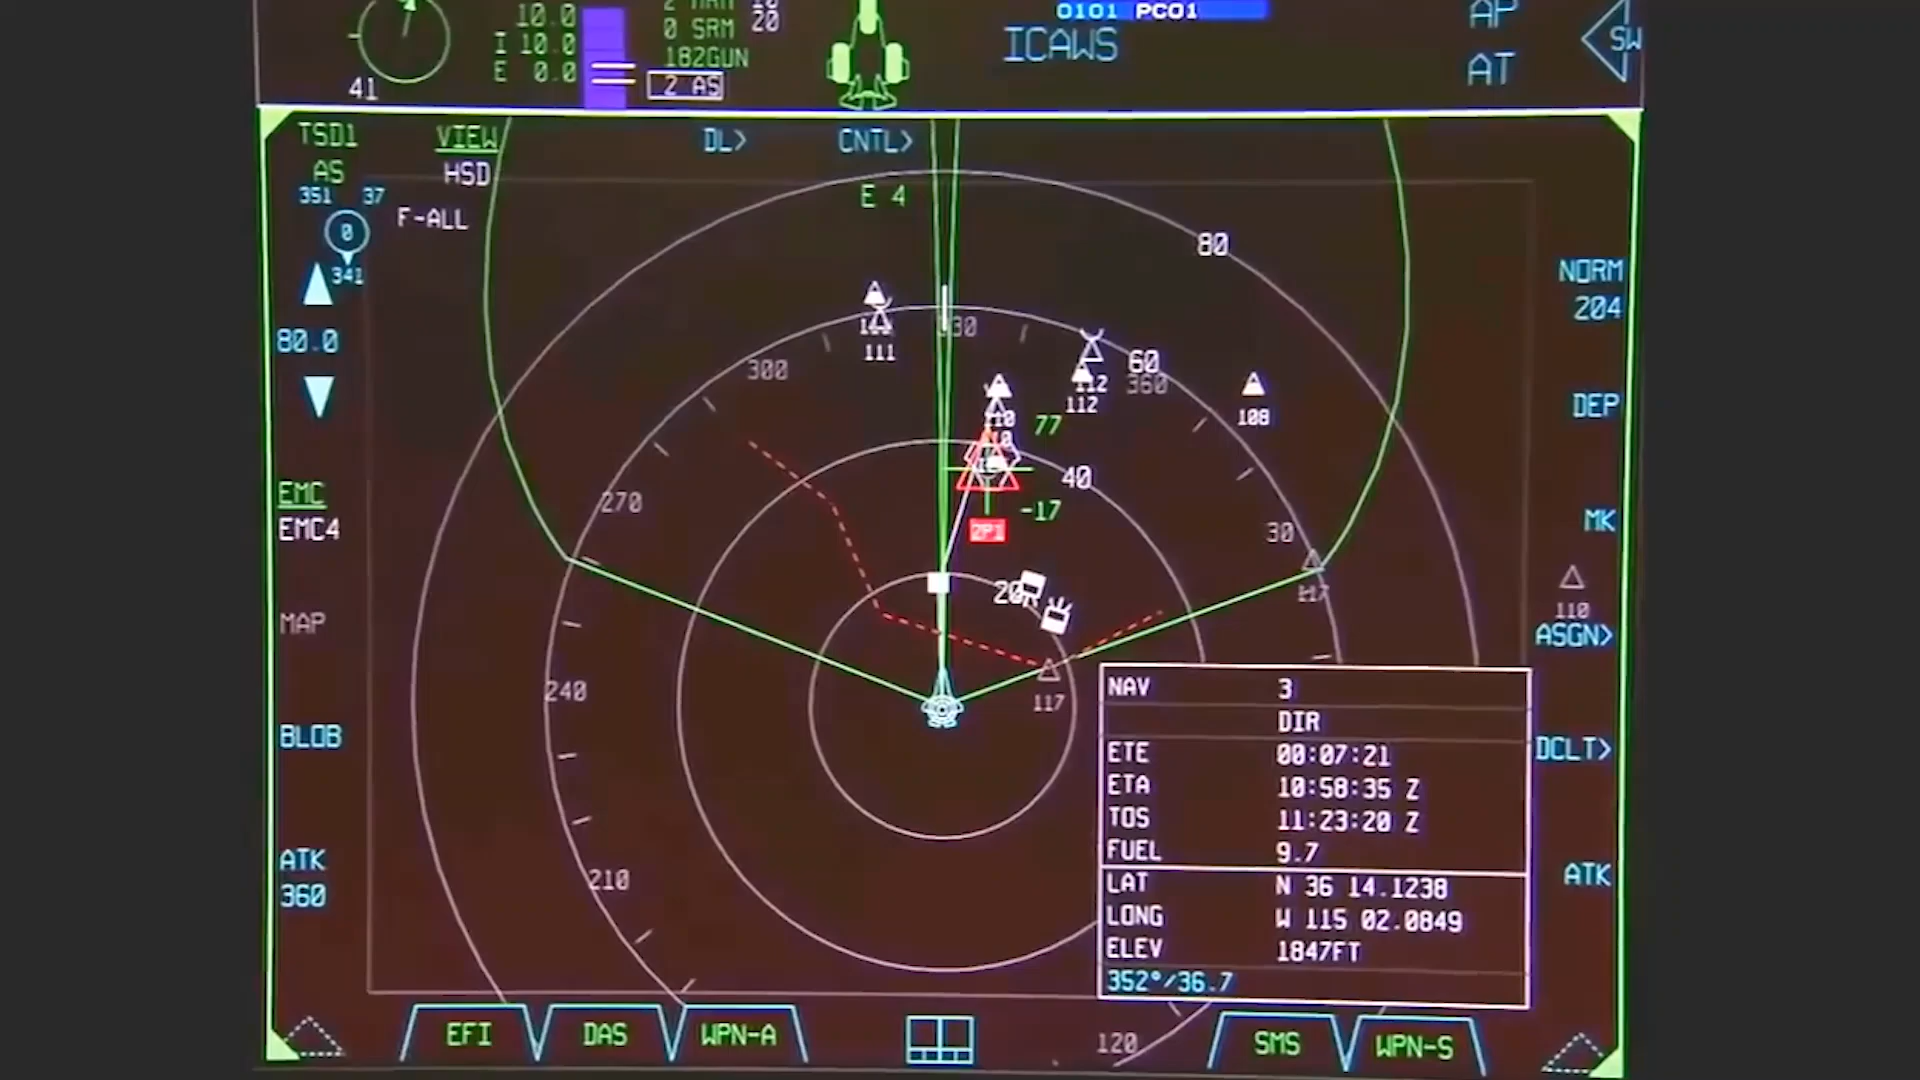 0101 PCO1
AP
10.0
0 SRM
20
I 10.0
182GUN
ICAWS
SW
E 0.0
2 AS
AT
41
TSD1
VIEW
DL>
CNTL>
AS
HSD
351 37
E 4
F-ALL
0
80
341
NORM
204
80.0
330
111
300
60
360
112
112
108
DEP
77
40
270
EMC
EMC4
-17
2P1
30
MK
20
117
110
MAP
ASGN>
240
117
NAV 3
DIR
BLOB
ETE 00:07:21
DCLT>
ETA 10:58:35 Z
TOS 11:23:20 Z
FUEL 9.7
ATK
360
210
LAT N 36 14.1238
ATK
LONG W 115 02.0849
ELEV 1847FT
352°/36.7
EFI
DAS
WPN-A
120
SMS
WPN-S